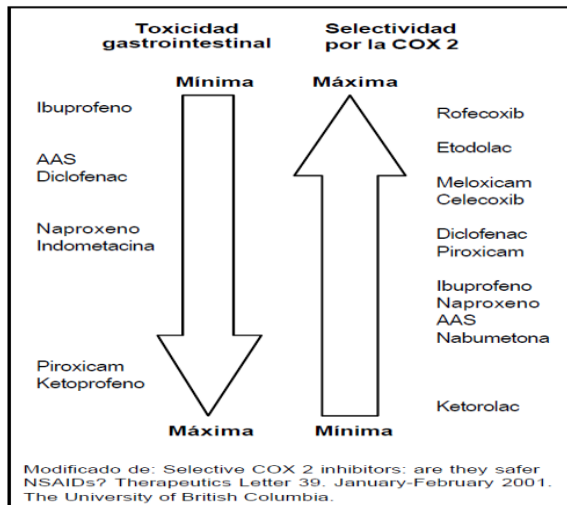 Toxicidad
gastrointestinal
Mínima
Ibuprofeno
AAS
Diclofenac
Naproxeno
Indometacina
Piroxicam
Ketoprofeno
Máxima
Selectividad
por la COX 2
Máxima
Rofecoxib
Etodolac
Meloxicam
Celecoxib
Diclofenac
Piroxicam
Ibuprofeno
Naproxeno
AAS
Nabumetona
Ketorolac
Mínima
Modificado de: Selective COX 2 inhibitors: are they safer
NSAIDs? Therapeutics Letter 39. January-February 2001.
The University of British Columbia.